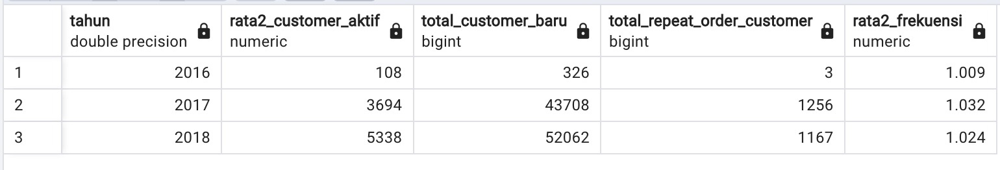 tahun rata2_customer_aktif total_customer_baru total_repeat_order_customer rata2_frekuensi
double precision numeric bigint bigint numeric
1 2016 108 326 3 1.009
2 2017 3694 43708 1256 1.032
3 2018 5338 52062 1167 1.024